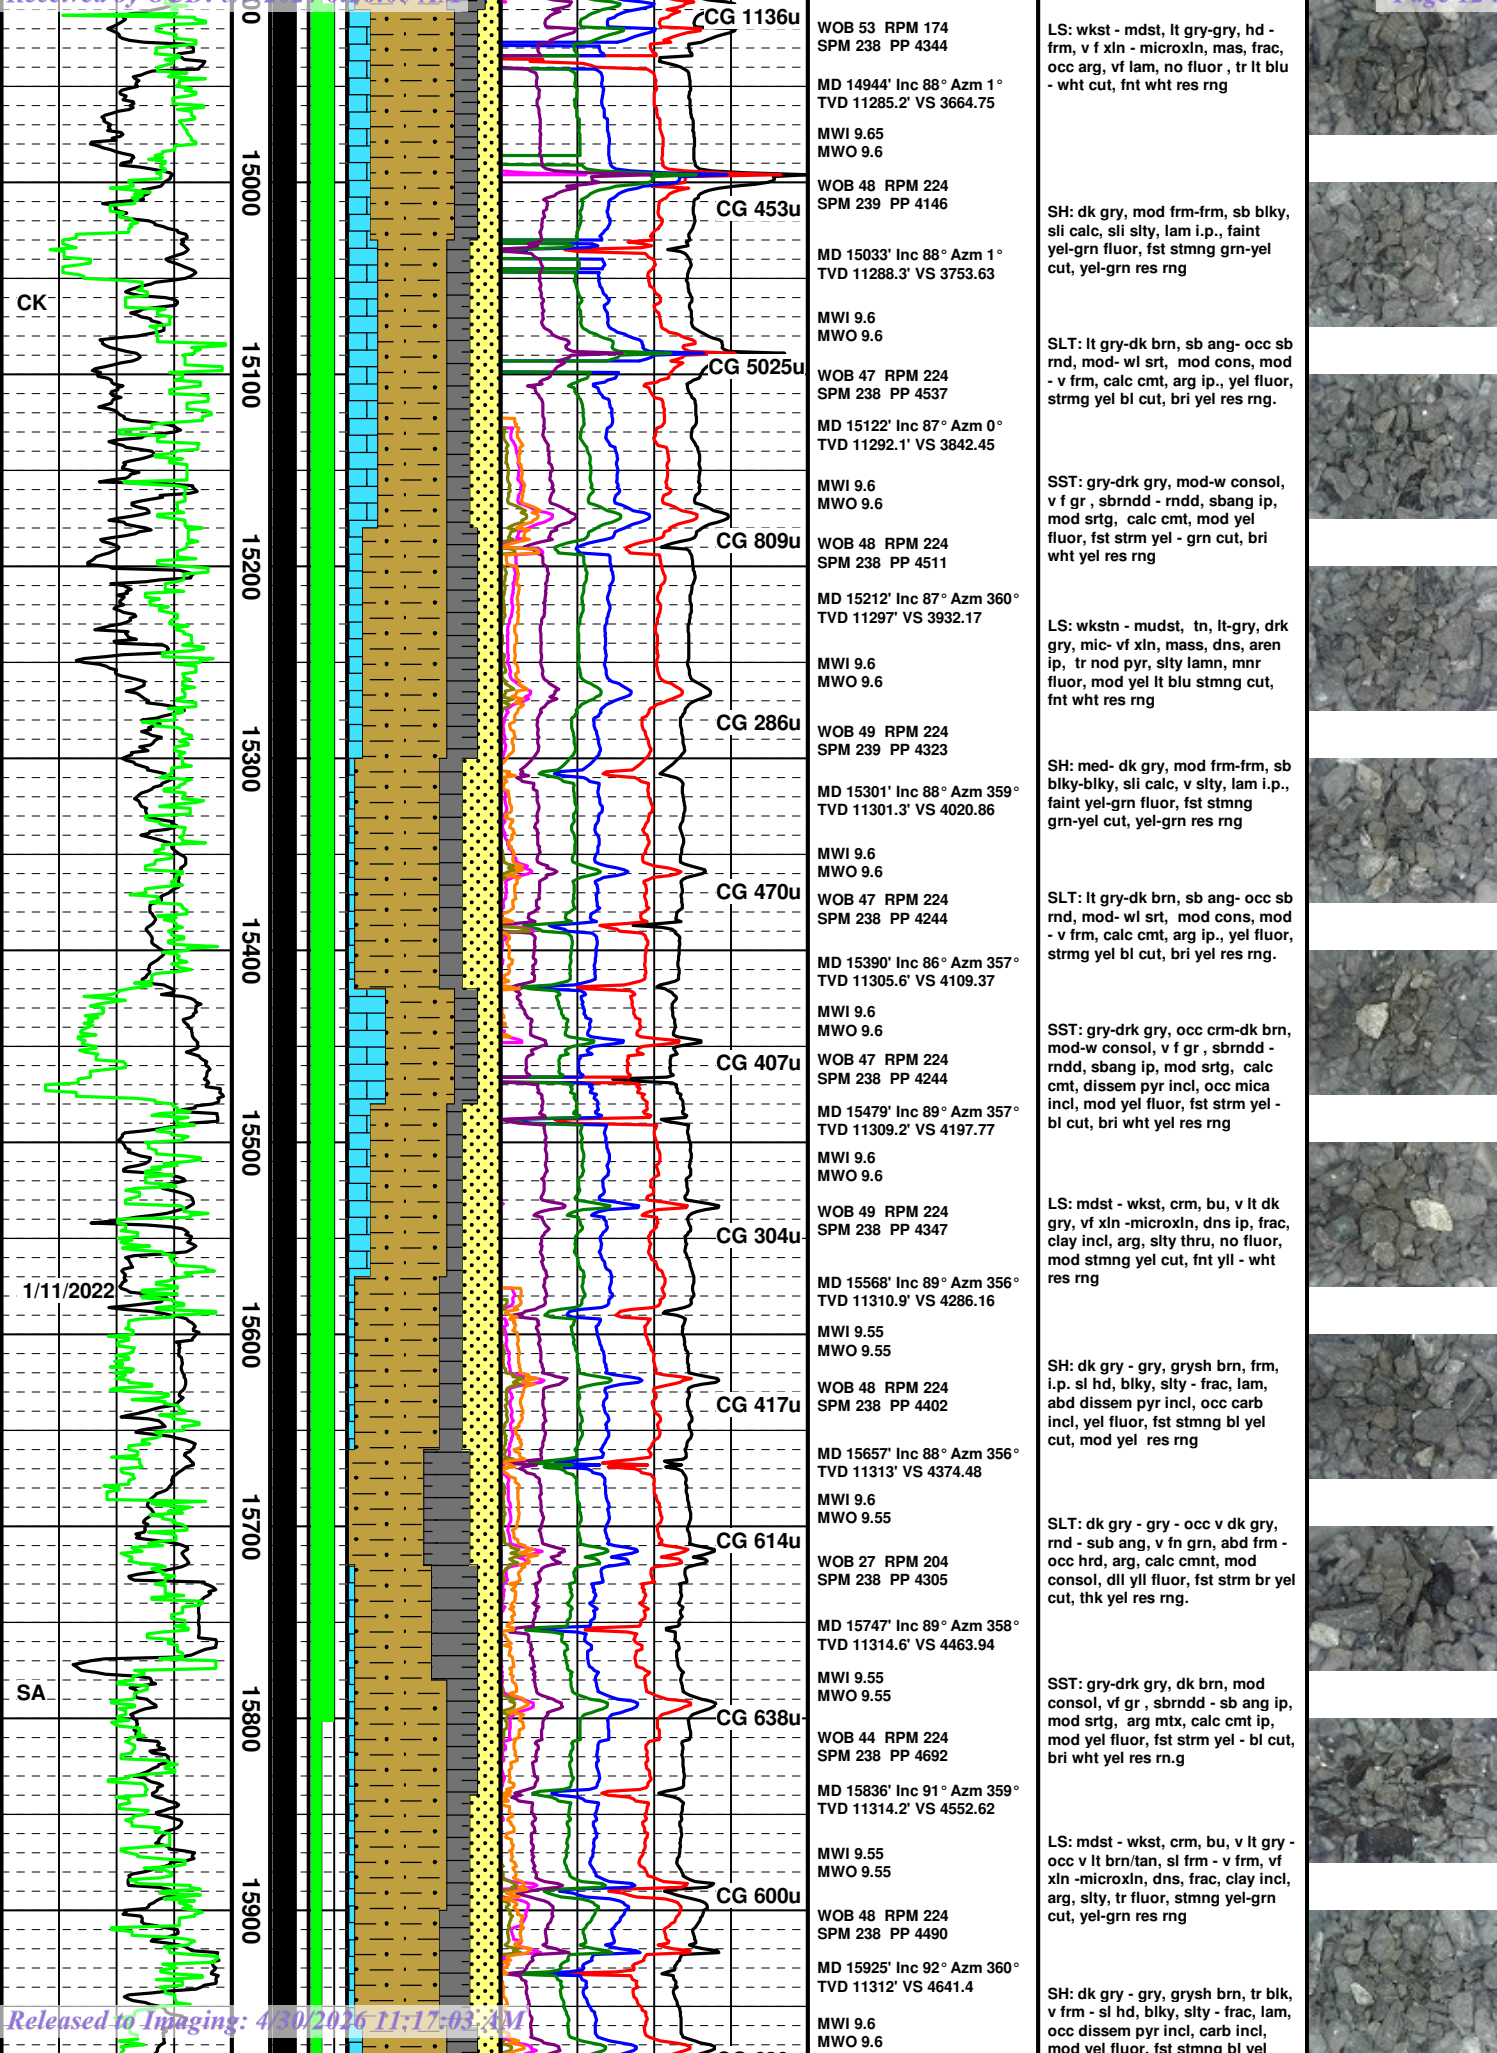 CG 1136u
WOB 53 RPM 174
SPM 238 PP 4344
MD 14944' Inc 88° Azm 1°
TVD 11285.2' VS 3664.75
MWI 9.65
MWO 9.6
15000
WOB 48 RPM 224
SPM 239 PP 4146
CG 453u
MD 15033' Inc 88° Azm 1°
TVD 11288.3' VS 3753.63
CK
MWI 9.6
MWO 9.6
15100
CG 5025u
WOB 47 RPM 224
SPM 238 PP 4537
MD 15122' Inc 87° Azm 0°
TVD 11292.1' VS 3842.45
MWI 9.6
MWO 9.6
CG 809u
WOB 48 RPM 224
SPM 238 PP 4511
15200
MD 15212' Inc 87° Azm 360°
TVD 11297' VS 3932.17
MWI 9.6
MWO 9.6
CG 286u
WOB 49 RPM 224
SPM 239 PP 4323
15300
MD 15301' Inc 88° Azm 359°
TVD 11301.3' VS 4020.86
MWI 9.6
MWO 9.6
CG 470u
WOB 47 RPM 224
SPM 238 PP 4244
15400
MD 15390' Inc 86° Azm 357°
TVD 11305.6' VS 4109.37
MWI 9.6
MWO 9.6
CG 407u
WOB 47 RPM 224
SPM 238 PP 4244
MD 15479' Inc 89° Azm 357°
TVD 11309.2' VS 4197.77
15500
MWI 9.6
MWO 9.6
WOB 49 RPM 224
SPM 238 PP 4347
CG 304u
1/11/2022
MD 15568' Inc 89° Azm 356°
TVD 11310.9' VS 4286.16
15600
MWI 9.55
MWO 9.55
CG 417u
WOB 48 RPM 224
SPM 238 PP 4402
MD 15657' Inc 88° Azm 356°
TVD 11313' VS 4374.48
MWI 9.6
MWO 9.55
15700
CG 614u
WOB 27 RPM 204
SPM 238 PP 4305
MD 15747' Inc 89° Azm 358°
TVD 11314.6' VS 4463.94
SA
MWI 9.55
MWO 9.55
15800
CG 638u
WOB 44 RPM 224
SPM 238 PP 4692
MD 15836' Inc 91° Azm 359°
TVD 11314.2' VS 4552.62
MWI 9.55
MWO 9.55
CG 600u
15900
WOB 48 RPM 224
SPM 238 PP 4490
MD 15925' Inc 92° Azm 360°
TVD 11312' VS 4641.4
MWI 9.6
MWO 9.6
LS: wkst - mdst, lt gry-gry, hd -
frm, v f xln - microxln, mas, frac,
occ arg, vf lam, no fluor , tr lt blu
- wht cut, fnt wht res rng
SH: dk gry, mod frm-frm, sb blky,
sli calc, sli slty, lam i.p., faint
yel-grn fluor, fst stmng grn-yel
cut, yel-grn res rng
SLT: lt gry-dk brn, sb ang- occ sb
rnd, mod- wl srt, mod cons, mod
- v frm, calc cmt, arg ip., yel fluor,
strmg yel bl cut, bri yel res rng.
SST: gry-drk gry, mod-w consol,
v f gr , sbrndd - rndd, sbang ip,
mod srtg, calc cmt, mod yel
fluor, fst strm yel - grn cut, bri
wht yel res rng
LS: wkstn - mudst, tn, lt-gry, drk
gry, mic- vf xln, mass, dns, aren
ip, tr nod pyr, slty lamn, mnr
fluor, mod yel lt blu stmng cut,
fnt wht res rng
SH: med- dk gry, mod frm-frm, sb
blky-blky, sli calc, v slty, lam i.p.,
faint yel-grn fluor, fst stmng
grn-yel cut, yel-grn res rng
SLT: lt gry-dk brn, sb ang- occ sb
rnd, mod- wl srt, mod cons, mod
- v frm, calc cmt, arg ip., yel fluor,
strmg yel bl cut, bri yel res rng.
SST: gry-drk gry, occ crm-dk brn,
mod-w consol, v f gr , sbrndd -
rndd, sbang ip, mod srtg, calc
cmt, dissem pyr incl, occ mica
incl, mod yel fluor, fst strm yel -
bl cut, bri wht yel res rng
LS: mdst - wkst, crm, bu, v lt dk
gry, vf xln -microxln, dns ip, frac,
clay incl, arg, slty thru, no fluor,
mod stmng yel cut, fnt yll - wht
res rng
SH: dk gry - gry, grysh brn, frm,
i.p. sl hd, blky, slty - frac, lam,
abd dissem pyr incl, occ carb
incl, yel fluor, fst stmng bl yel
cut, mod yel res rng
SLT: dk gry - gry - occ v dk gry,
rnd - sub ang, v fn grn, abd frm -
occ hrd, arg, calc cmnt, mod
consol, dll yll fluor, fst strm br yel
cut, thk yel res rng.
SST: gry-drk gry, dk brn, mod
consol, vf gr , sbrndd - sb ang ip,
mod srtg, arg mtx, calc cmt ip,
mod yel fluor, fst strm yel - bl cut,
bri wht yel res rn.g
LS: mdst - wkst, crm, bu, v lt gry -
occ v lt brn/tan, sl frm - v frm, vf
xln -microxln, dns, frac, clay incl,
arg, slty, tr fluor, stmng yel-grn
cut, yel-grn res rng
SH: dk gry - gry, grysh brn, tr blk,
v frm - sl hd, blky, slty - frac, lam,
occ dissem pyr incl, carb incl,
mod yel fluor, fst stmng bl yel
Released to Imaging: 4/30/2026 11:17:03 AM